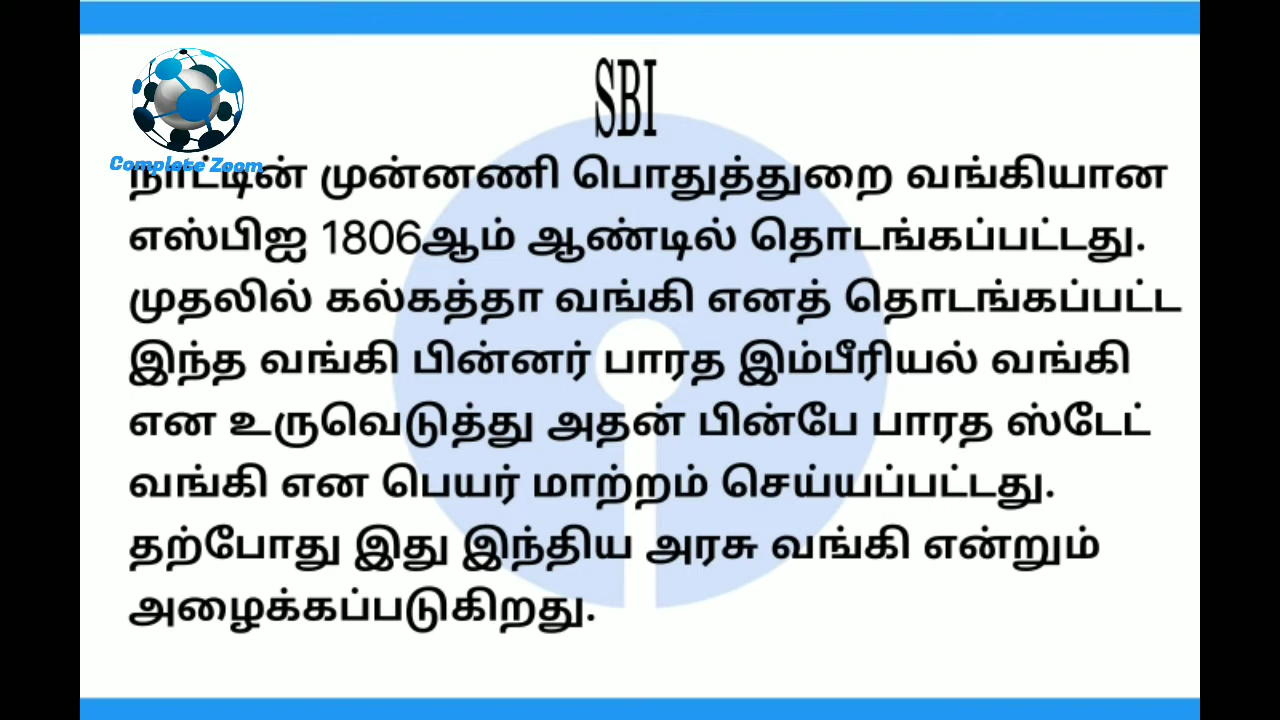 SBI
Complete Zoom
நாட்டின் முன்னணி பொதுத்துறை வங்கியான
எஸ்பிஐ 1806ஆம் ஆண்டில் தொடங்கப்பட்டது.
முதலில் கல்கத்தா வங்கி எனத் தொடங்கப்பட்ட
இந்த வங்கி பின்னர் பாரத இம்பீரியல் வங்கி
என உருவெடுத்து அதன் பின்பே பாரத ஸ்டேட்
வங்கி என பெயர் மாற்றம் செய்யப்பட்டது.
தற்போது இது இந்திய அரசு வங்கி என்றும்
அழைக்கப்படுகிறது.